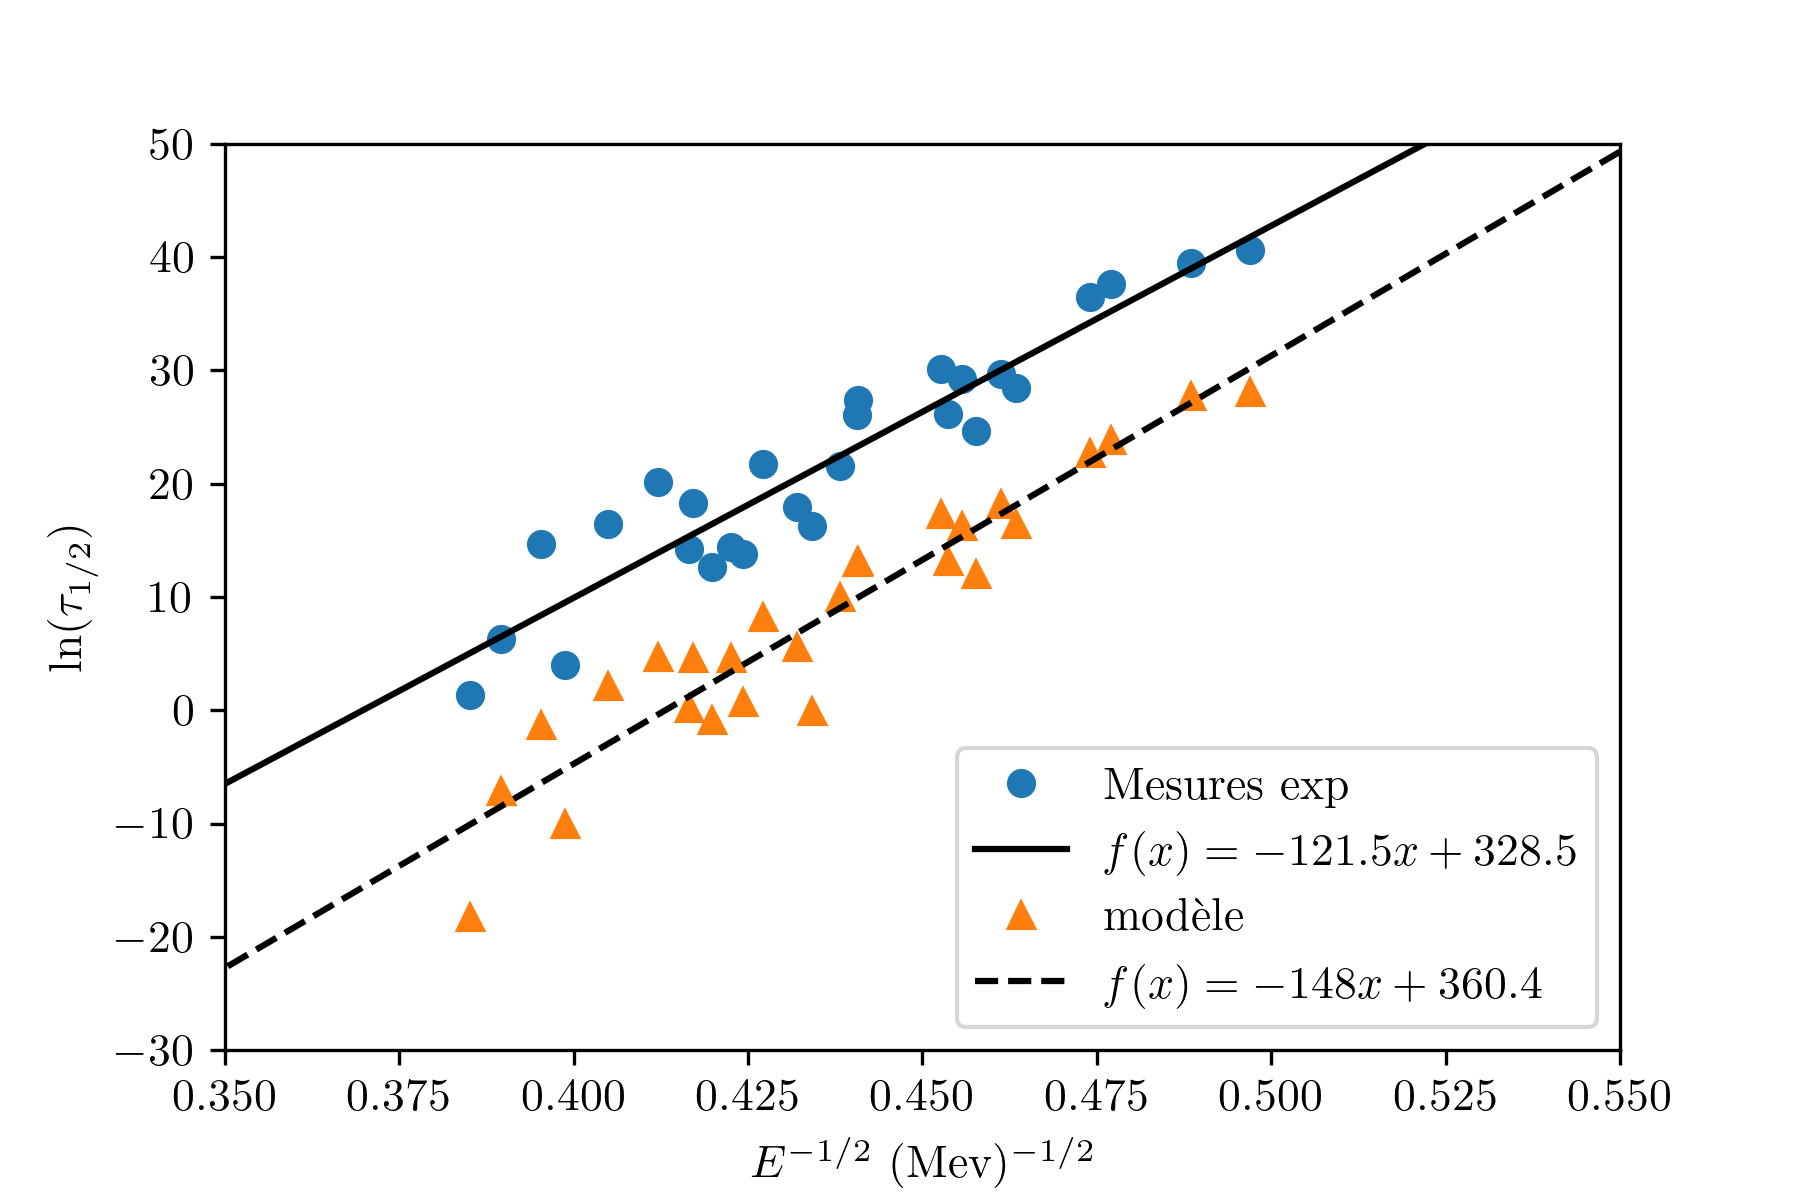 50
40
30
20
10
0
−10
−20
−30
ln(τ1/2)
0.350 0.375 0.400 0.425 0.450 0.475 0.500 0.525 0.550
E−1/2 (Mev)−1/2
Mesures exp
f(x) = −121.5x + 328.5
modèle
f(x) = −148x + 360.4